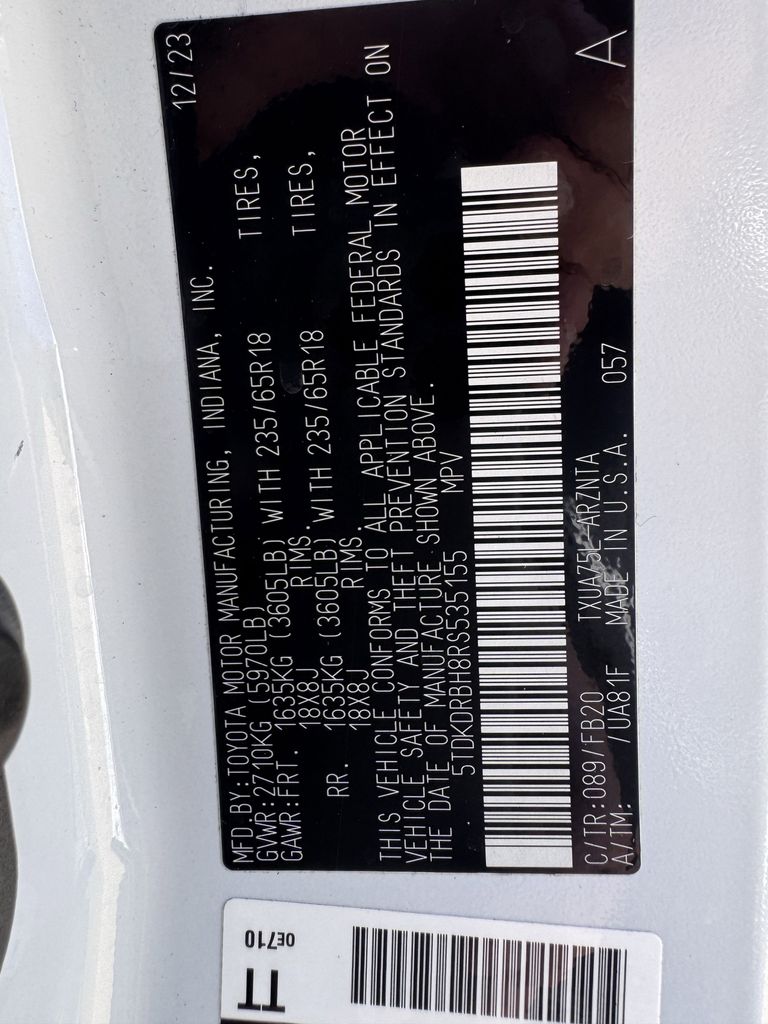 MFD.BY:TOYOTA MOTOR MANUFACTURING, INDIANA, INC. 12/23
GVWR:2710KG (5970LB)
GAWR:FRT. 1635KG (3605LB) WITH 235/65R18 TIRES,
18X8J RIMS.
RR. 1635KG (3605LB) WITH 235/65R18 TIRES,
18X8J RIMS.
THIS VEHICLE CONFORMS TO ALL APPLICABLE FEDERAL MOTOR
VEHICLE SAFETY AND THEFT PREVENTION STANDARDS IN EFFECT ON
THE DATE OF MANUFACTURE SHOWN ABOVE.
5TDKDRBH8RS535155 MPV
C/TR:089/FB20 TXUA75L-ARZNTA
A/TM: /UA81F MADE IN U.S.A. 057 A
TT 0E710